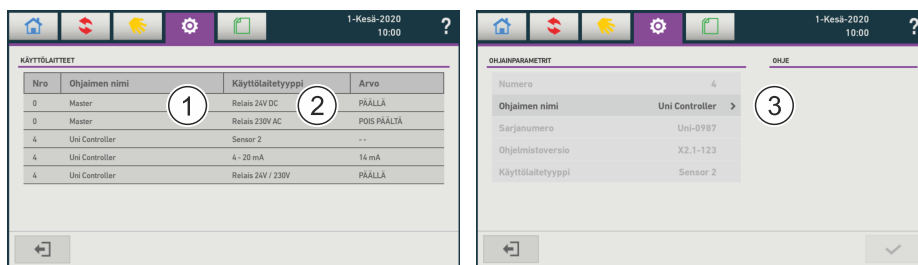 1-Kesä-2020
10:00
?
KÄYTTÖLAITTEET
Nro Ohjaimen nimi Käyttölaitetyyppi Arvo
0 Master Relais 24V DC PÄÄLLÄ
0 Master Relais 230V AC POIS PÄÄLTÄ
4 Uni Controller Sensor 2 --
4 Uni Controller 4 - 20 mA 14 mA
4 Uni Controller Relais 24V / 230V PÄÄLLÄ
1
2
1-Kesä-2020
10:00
?
OHJAINPARAMETRIT
OHJE
Numero 4
Ohjaimen nimi Uni Controller >
Sarjanumero Uni-0987
Ohjelmistoversio X2.1-123
Käyttölaitetyyppi Sensor 2
3